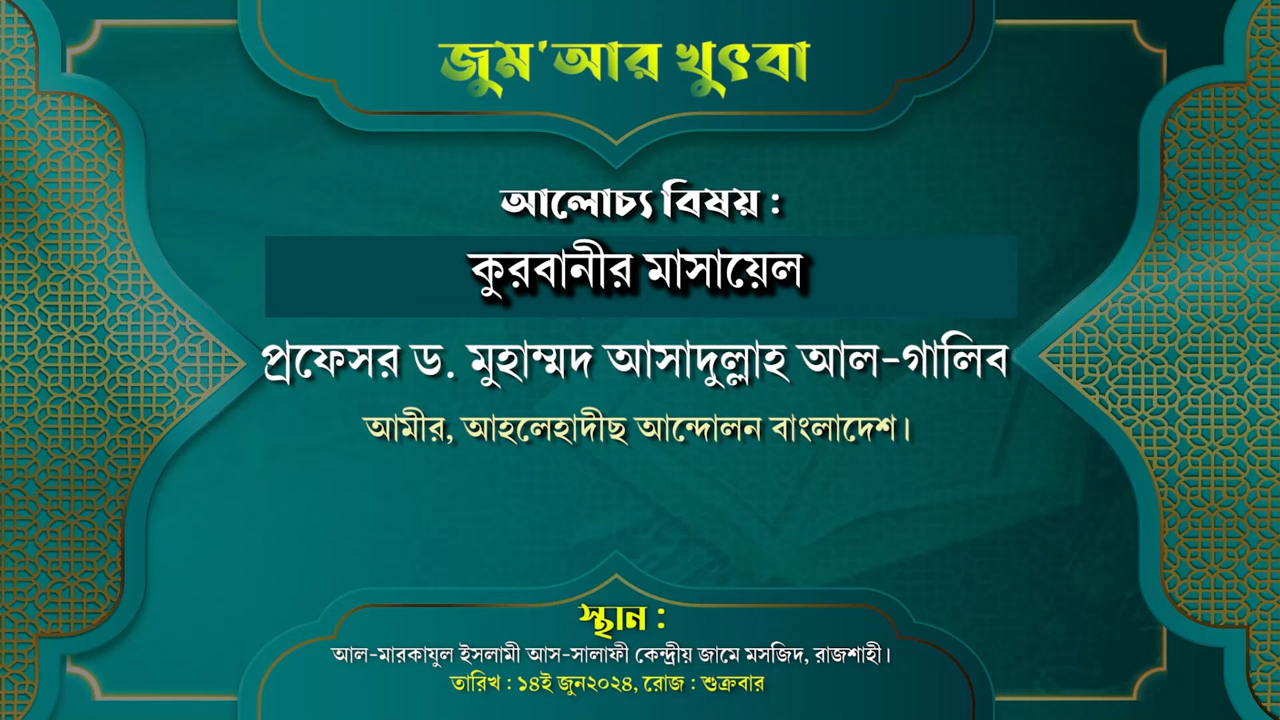 জুম'আর খুৎবা
আলোচ্য বিষয় :
কুরবানীর মাসায়েল
প্রফেসর ড. মুহাম্মদ আসাদুল্লাহ আল-গালিব
আমীর, আহলেহাদীছ আন্দোলন বাংলাদেশ।
স্থান :
আল-মারকাযুল ইসলামী আস-সালাফী কেন্দ্রীয় জামে মসজিদ, রাজশাহী।
তারিখ : ১৪ই জুন২০২৪, রোজ : শুক্রবার